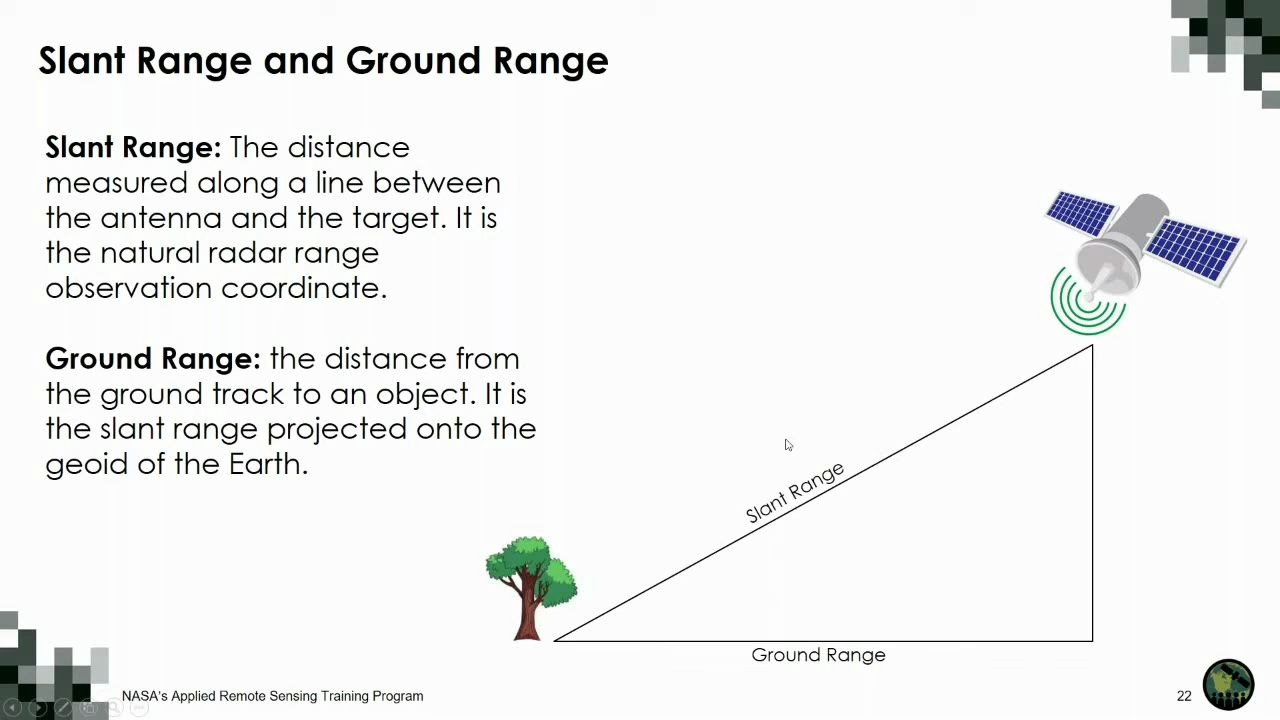 Slant Range and Ground Range
Slant Range: The distance
measured along a line between
the antenna and the target. It is
the natural radar range
observation coordinate.
Ground Range: the distance from
the ground track to an object. It is
the slant range projected onto the
geoid of the Earth.
Slant Range
Ground Range
NASA's Applied Remote Sensing Training Program
22